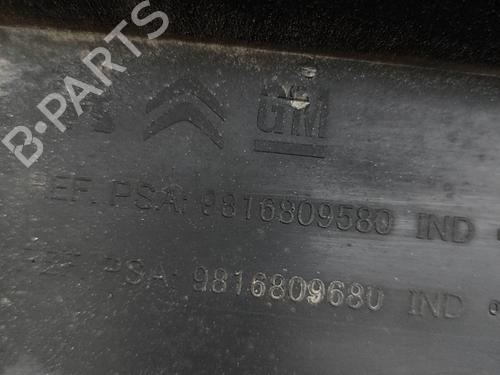 B-PARTS
GM
EF. PSA: 9816809580 IND
PSA: 9816809680 IND